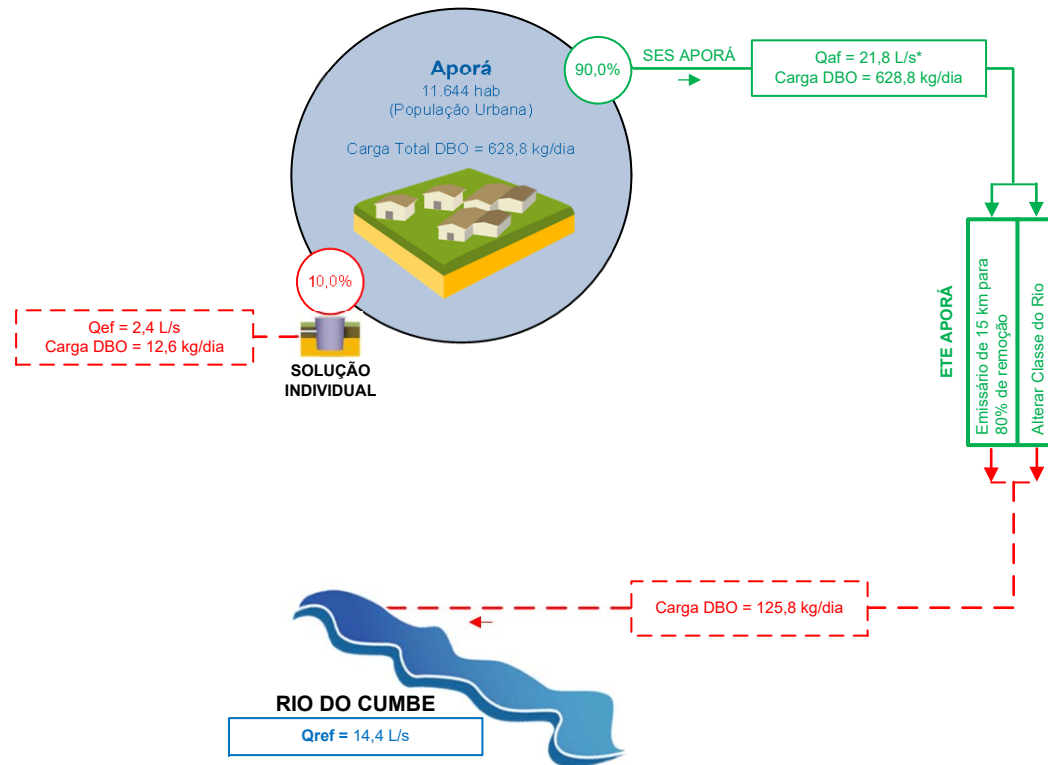 Aporá
11.644 hab
(População Urbana)
Carga Total DBO = 628,8 kg/dia
90,0%
SES APORÁ
Qaf = 21,8 L/s*
Carga DBO = 628,8 kg/dia
10,0%
Qef = 2,4 L/s
Carga DBO = 12,6 kg/dia
SOLUÇÃO
INDIVIDUAL
ETE APORÁ
Emissário de 15 km para
80% de remoção
Alterar Classe do Rio
Carga DBO = 125,8 kg/dia
RIO DO CUMBE
Qref = 14,4 L/s